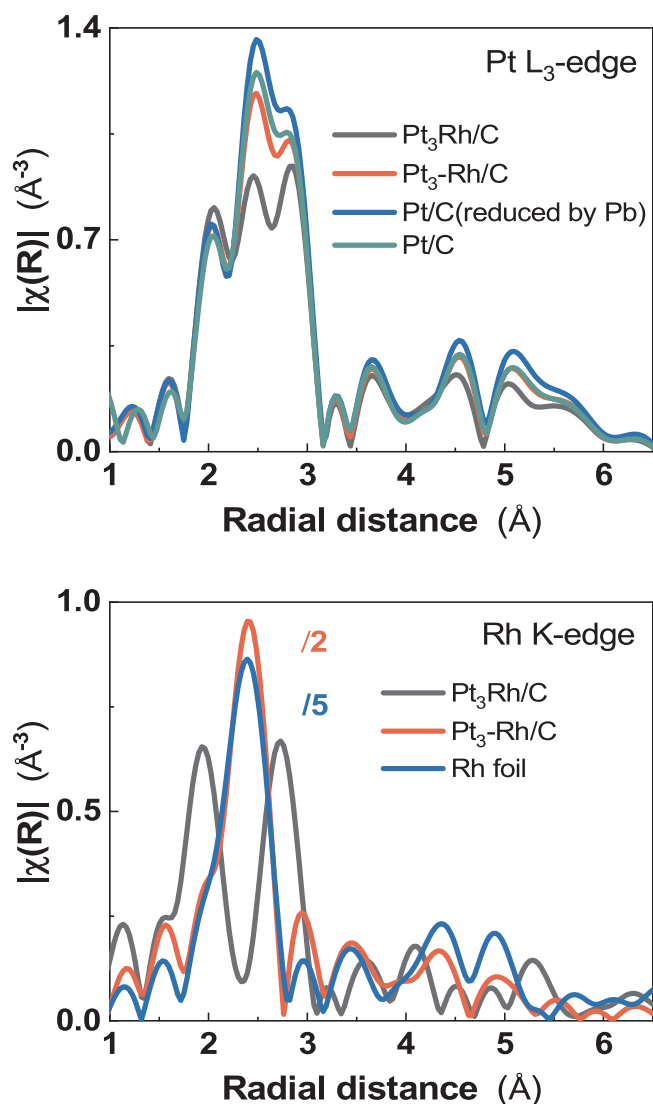 1.4
Pt L₃-edge
Pt₃Rh/C
Pt₃-Rh/C
Pt/C(reduced by Pb)
Pt/C
0.7
|χ(R)| (Å⁻³)
0.0
1 2 3 4 5 6
Radial distance (Å)
1.0
/2
Rh K-edge
/5
Pt₃Rh/C
Pt₃-Rh/C
Rh foil
0.5
|χ(R)| (Å⁻³)
0.0
1 2 3 4 5 6
Radial distance (Å)